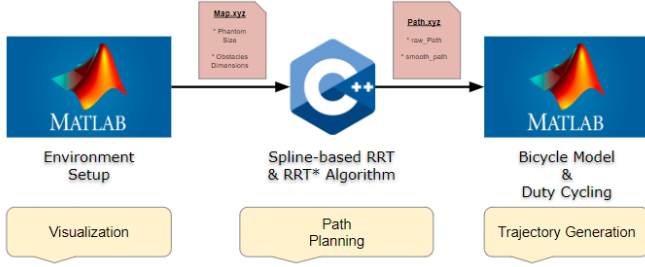 Map.xyz
* Phantom
Size
* Obstacles
Dimensions
Path.xyz
* raw_Path
* smooth_path
MATLAB
C++
MATLAB
Environment
Setup
Spline-based RRT
& RRT* Algorithm
Bicycle Model
&
Duty Cycling
Visualization
Path
Planning
Trajectory Generation